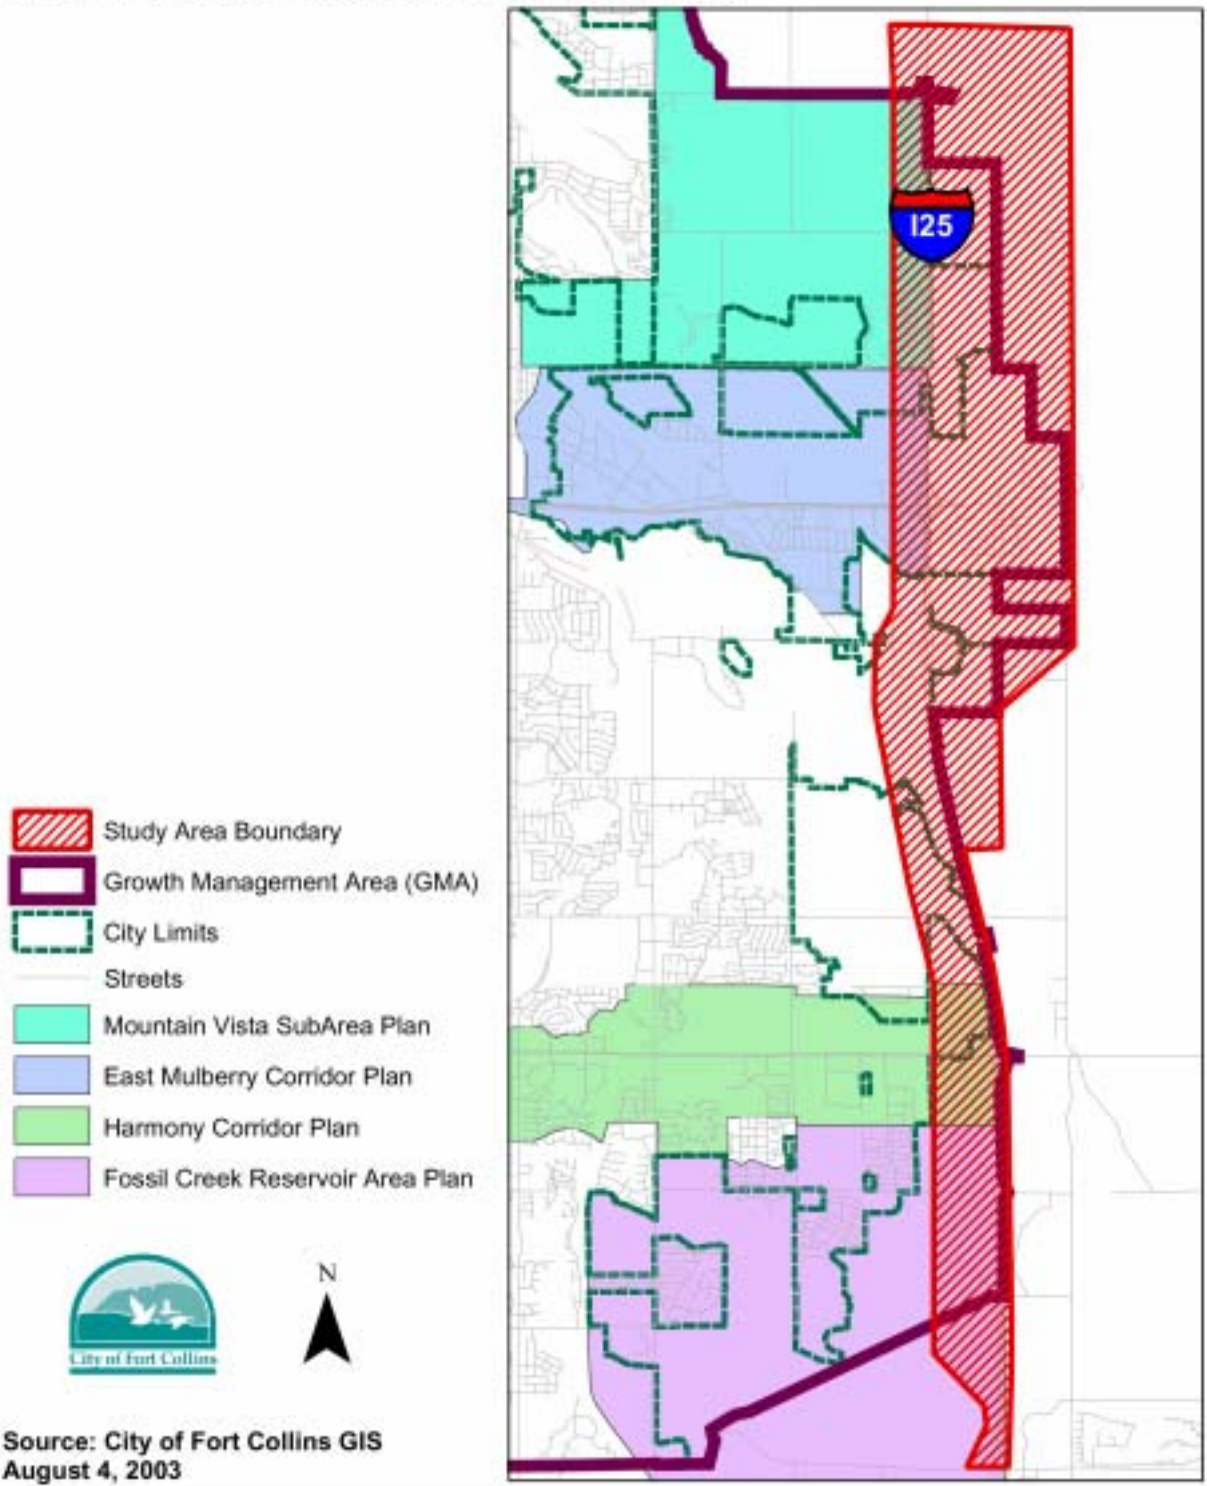 I25
Study Area Boundary
Growth Management Area (GMA)
City Limits
Streets
Mountain Vista SubArea Plan
East Mulberry Corridor Plan
Harmony Corridor Plan
Fossil Creek Reservoir Area Plan
N
City of Fort Collins
Source: City of Fort Collins GIS
August 4, 2003